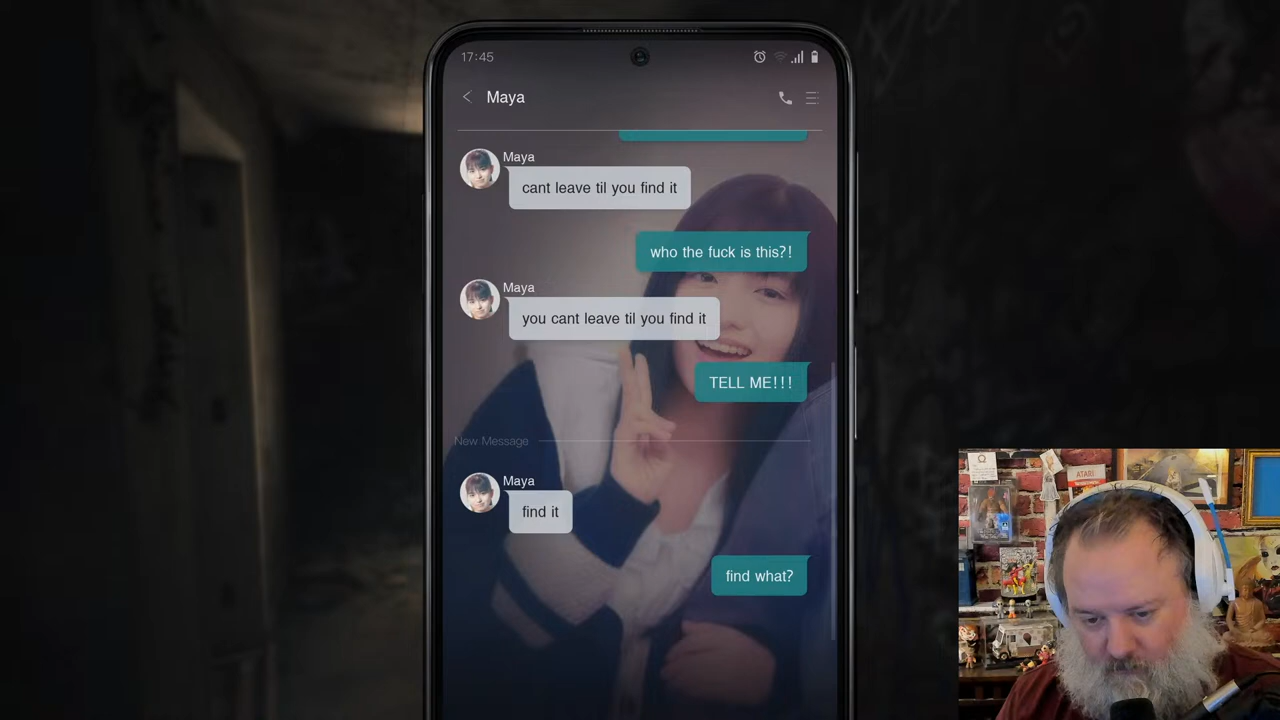 17:45
Maya
Maya
cant leave til you find it
who the fuck is this?!
Maya
you cant leave til you find it
TELL ME!!!
New Message
Maya
find it
find what?
ATARI